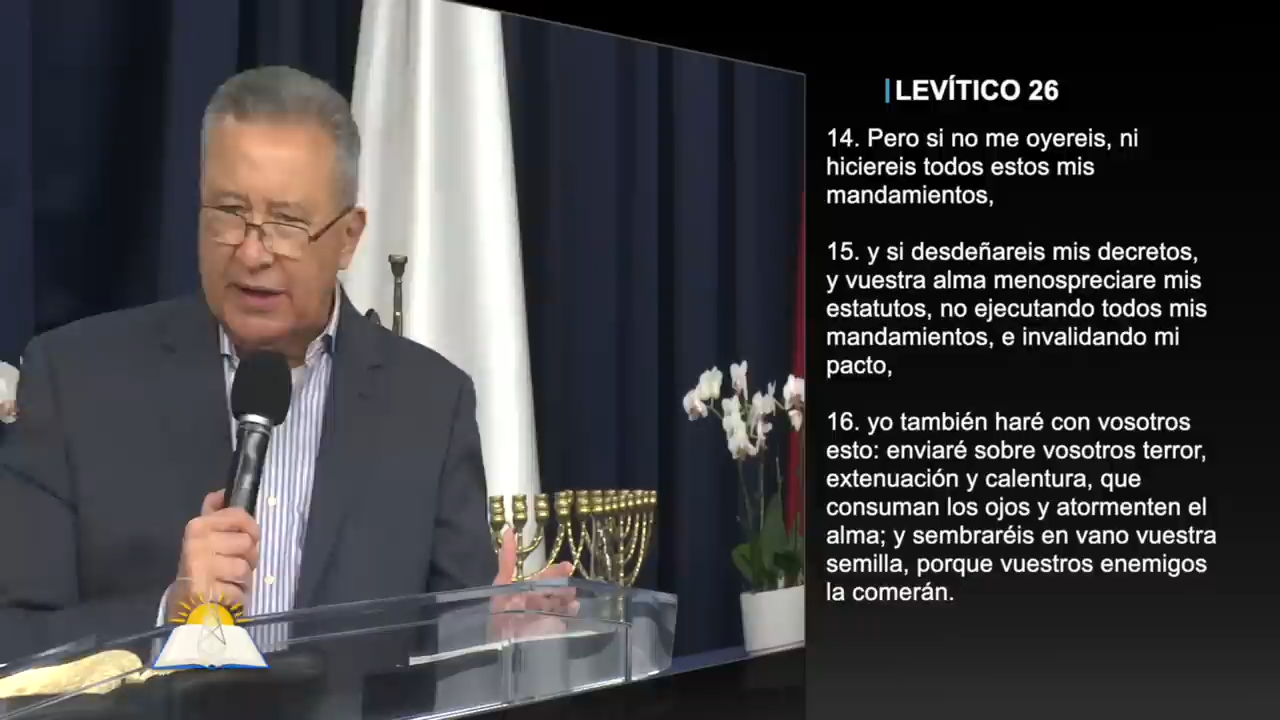 LEVÍTICO 26
14. Pero si no me oyereis, ni
hiciereis todos estos mis
mandamientos,
15. y si desdeñareis mis decretos,
y vuestra alma menospreciare mis
estatutos, no ejecutando todos mis
mandamientos, e invalidando mi
pacto,
16. yo también haré con vosotros
esto: enviaré sobre vosotros terror,
extenuación y calentura, que
consuman los ojos y atormenten el
alma; y sembraréis en vano vuestra
semilla, porque vuestros enemigos
la comerán.